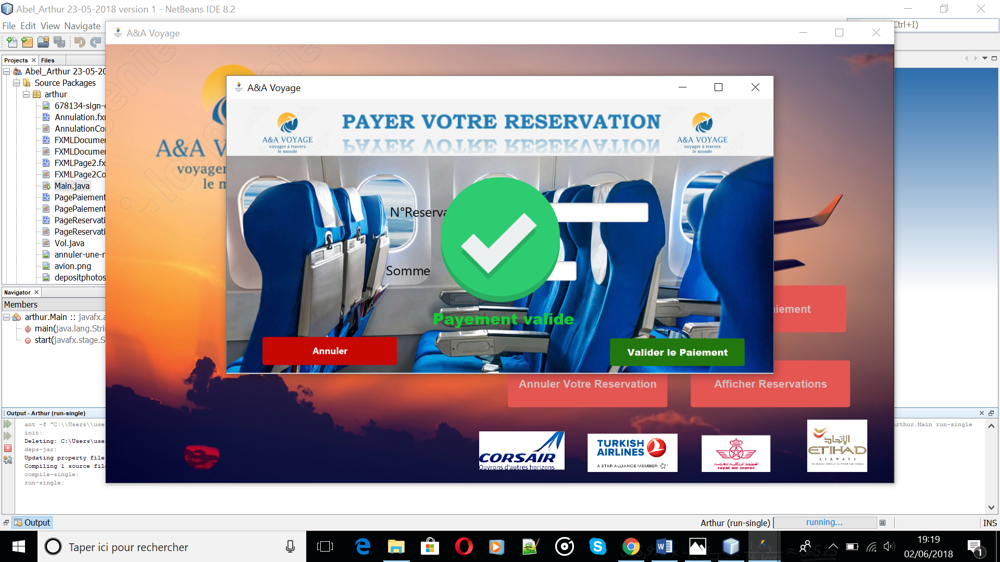 Abel_Arthur 23-05-2018 version 1 - NetBeans IDE 8.2
File Edit View Navigate
Ctrl+I)
A&A Voyage
Projects
Files
Abel_Arthur 23-05-20
Source Packages
arthur
678134-sign-
Annulation.fx
AnnulationCo
FXMLDocume
FXMLDocume
FXMLPage2.fx
FXMLPage2Co
Main.java
PagePaiement
PagePaiement
PageReservati
PageReservati
Vol.java
annuler-une-r
avion.png
depositphotos
Navigator
Members
arthur.Main :: javafx.a
main(java.lang.Stri
start(javafx.stage.S
A&A V
voyager
le m
A&A Voyage
A&A VOYAGE
voyager à travers
le monde
PAYER VOTRE RESERVATION
A&A VOYAGE
voyager à travers
le monde
N°Reserva
Somme
Payement valide
Annuler
Valider le Paiement
aiement
Annuler Votre Reservation
Afficher Reservations
CORSAIR
Ouvrons d'autres horizons
TURKISH
AIRLINES
A STAR ALLIANCE MEMBER
الخطوط الملكية المغربية
royal air maroc
الإتحاد
ETIHAD
AIRWAYS
Output - Arthur (run-single)
ant -f "C:\\Users\\use
arthur.Main run-single
init:
Deleting: C:\Users\use
deps-jar:
Updating property file
Compiling 1 source fil
compile-single:
run-single:
Output
Arthur (run-single)
running...
INS
Taper ici pour rechercher
19:19
02/06/2018
1